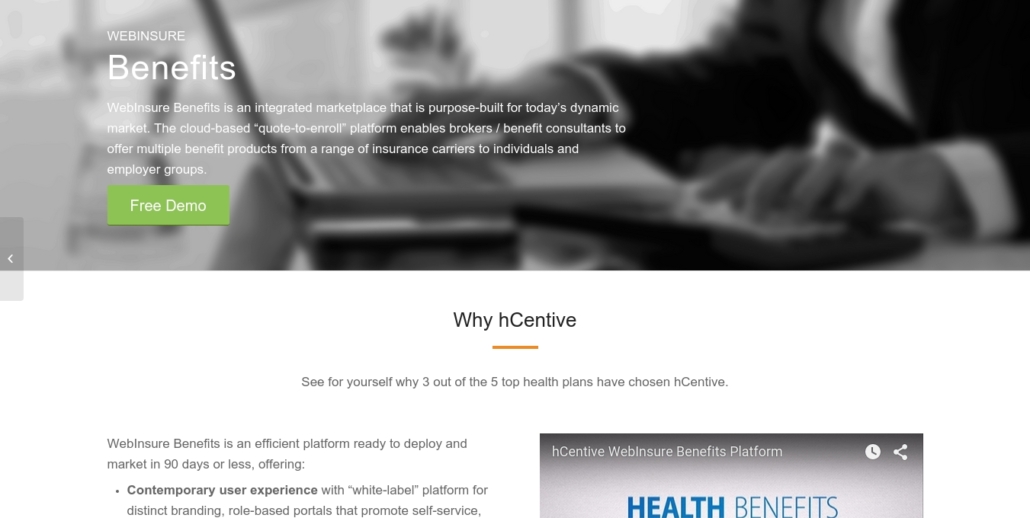 WEBINSURE
Benefits
WebInsure Benefits is an integrated marketplace that is purpose-built for today’s dynamic
market. The cloud-based “quote-to-enroll” platform enables brokers / benefit consultants to
offer multiple benefit products from a range of insurance carriers to individuals and
employer groups.
Free Demo
Why hCentive
See for yourself why 3 out of the 5 top health plans have chosen hCentive.
WebInsure Benefits is an efficient platform ready to deploy and
market in 90 days or less, offering:
• Contemporary user experience with “white-label” platform for
distinct branding, role-based portals that promote self-service,
hCentive WebInsure Benefits Platform
HEALTH BENEFITS